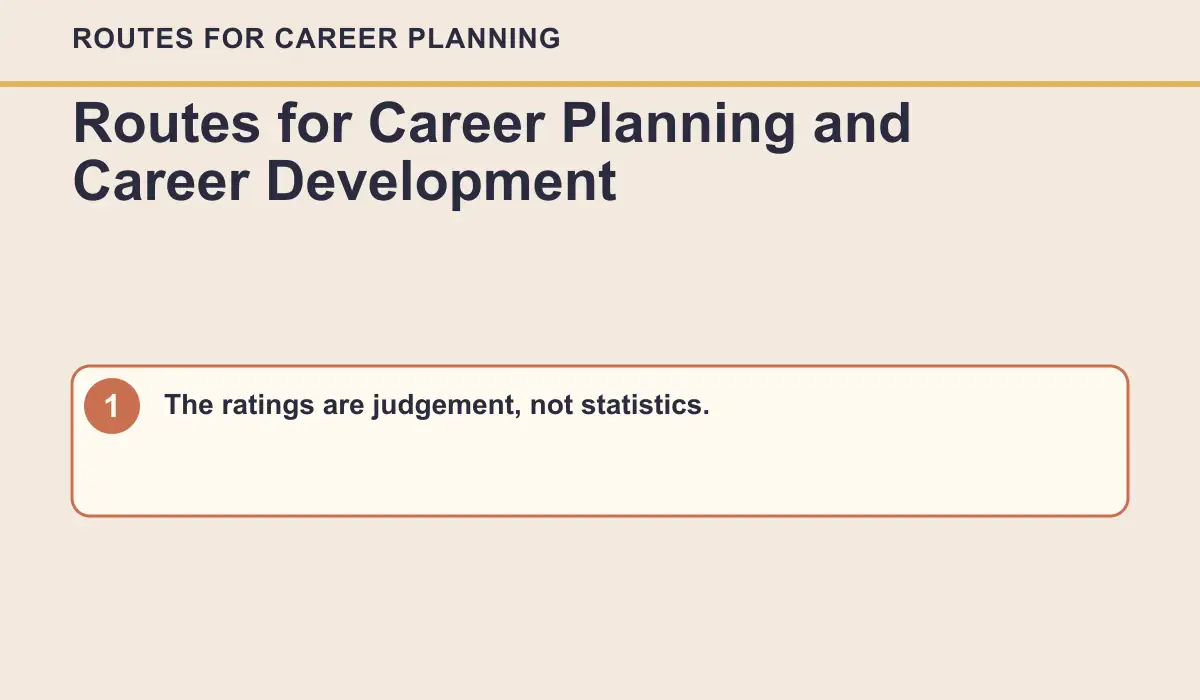 ROUTES FOR CAREER PLANNING
Routes for Career Planning and
Career Development
1
The ratings are judgement, not statistics.